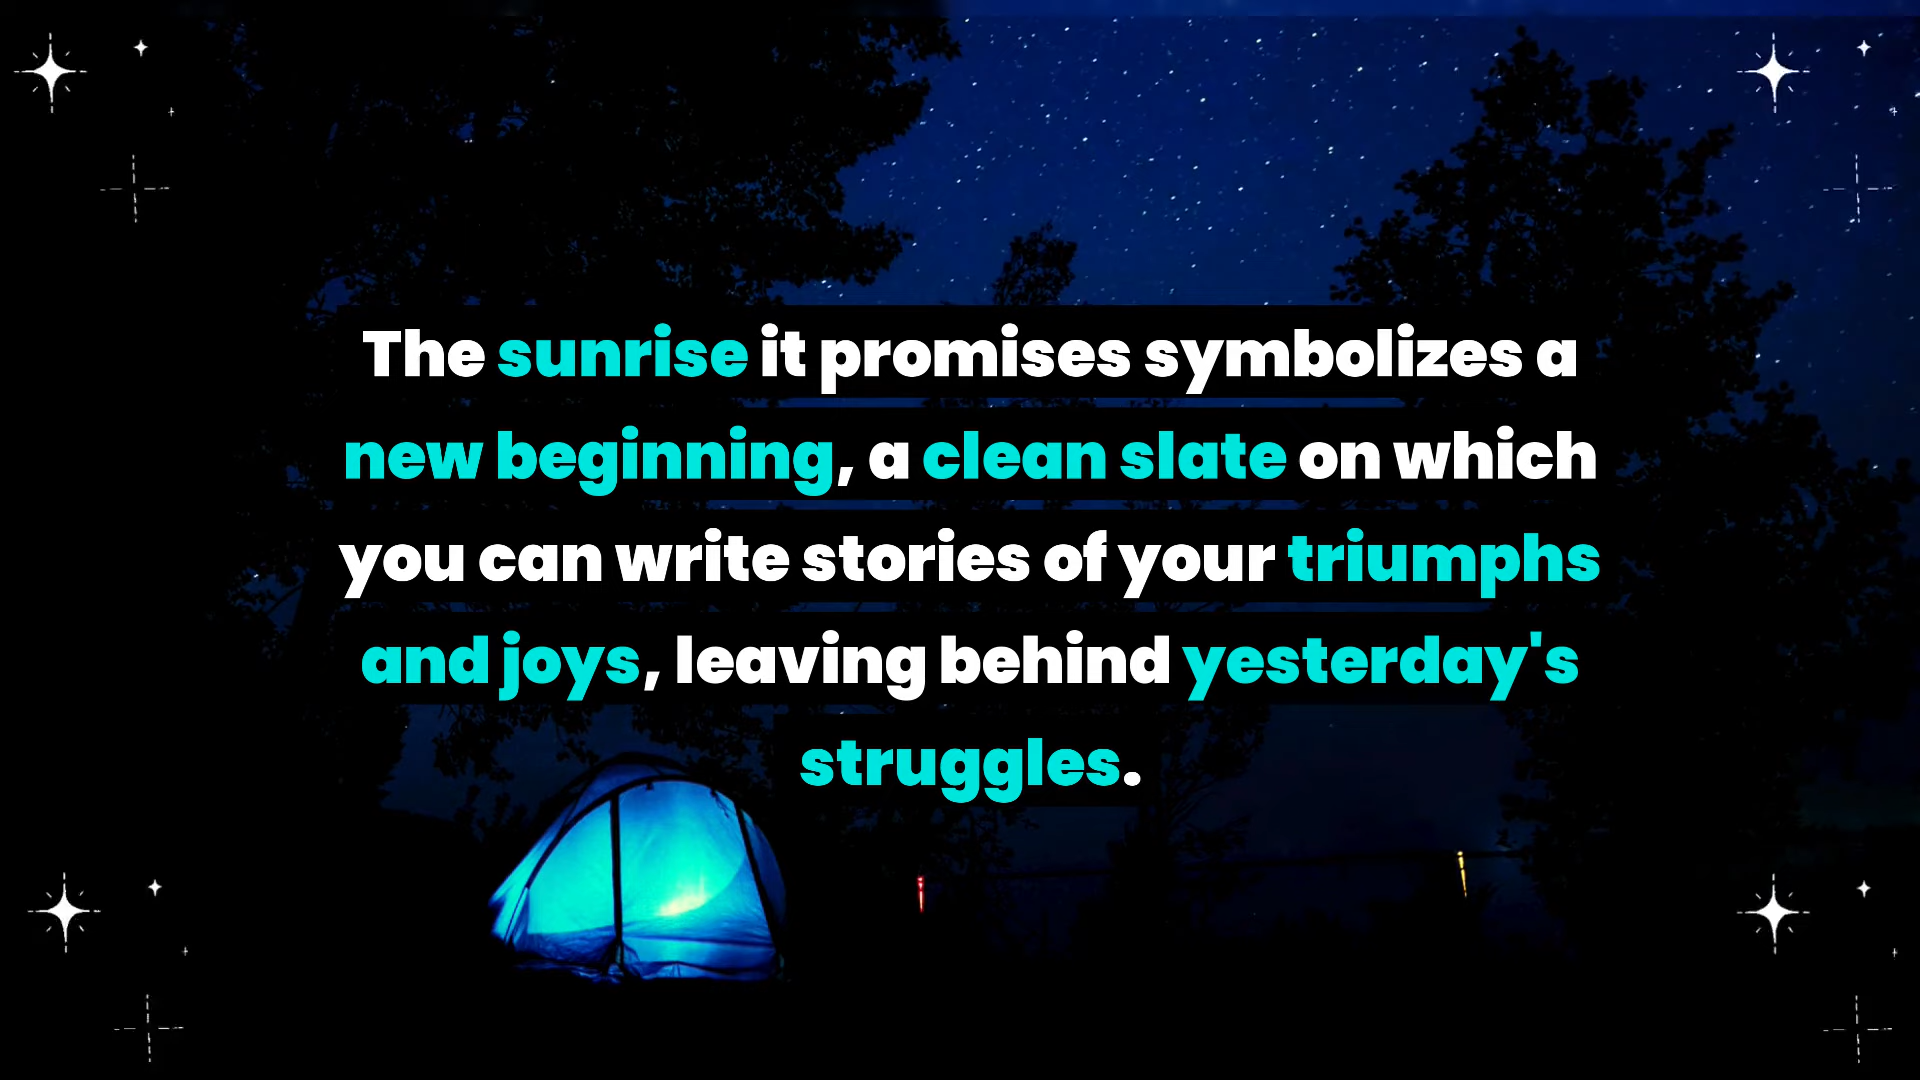 The sunrise it promises symbolizes a
new beginning, a clean slate on which
you can write stories of your triumphs
and joys, leaving behind yesterday's
struggles.